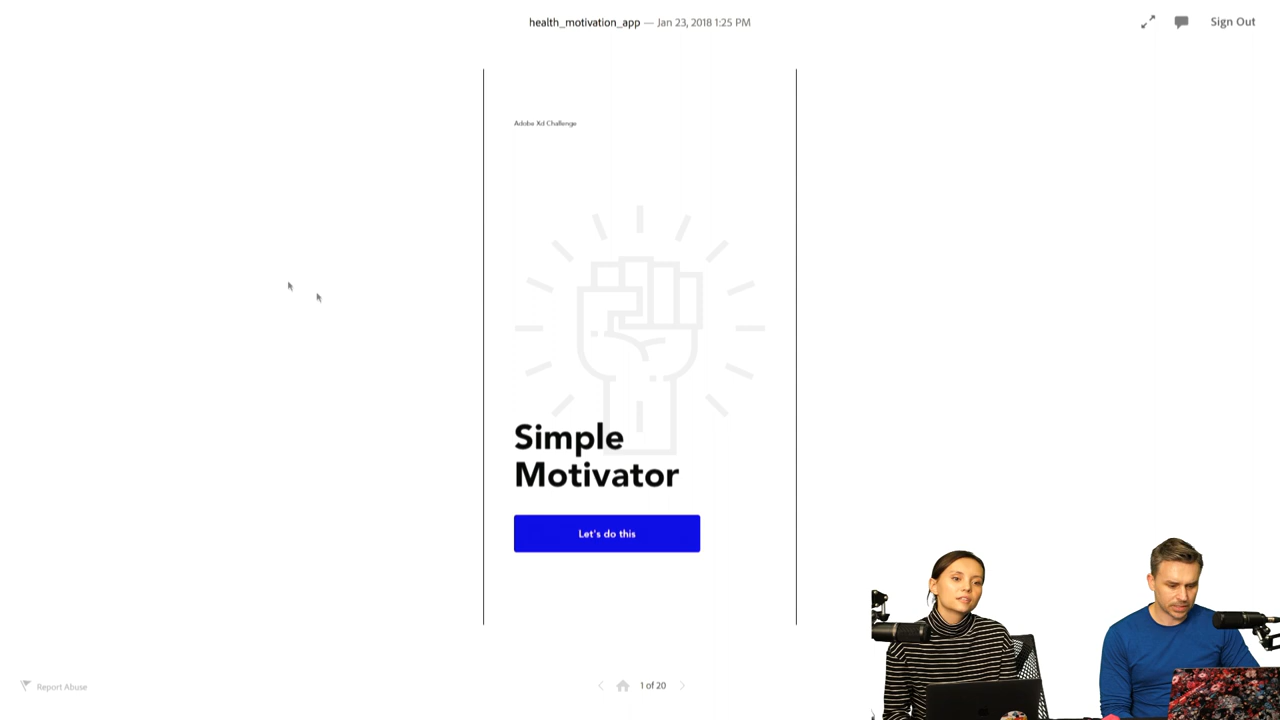 health_motivation_app — Jan 23, 2018 1:25 PM
Sign Out
Adobe Xd Challenge
Simple
Motivator
Let's do this
Report Abuse
1 of 20